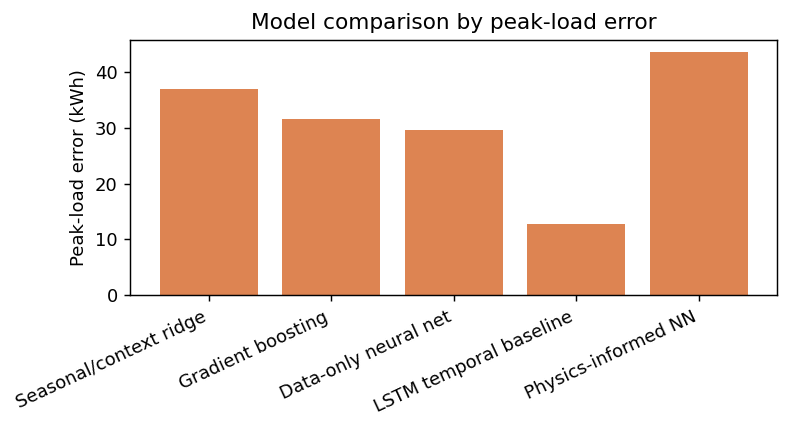 Model comparison by peak-load error
Peak-load error (kWh)
40
30
20
10
0
Seasonal/context ridge
Gradient boosting
Data-only neural net
LSTM temporal baseline
Physics-informed NN